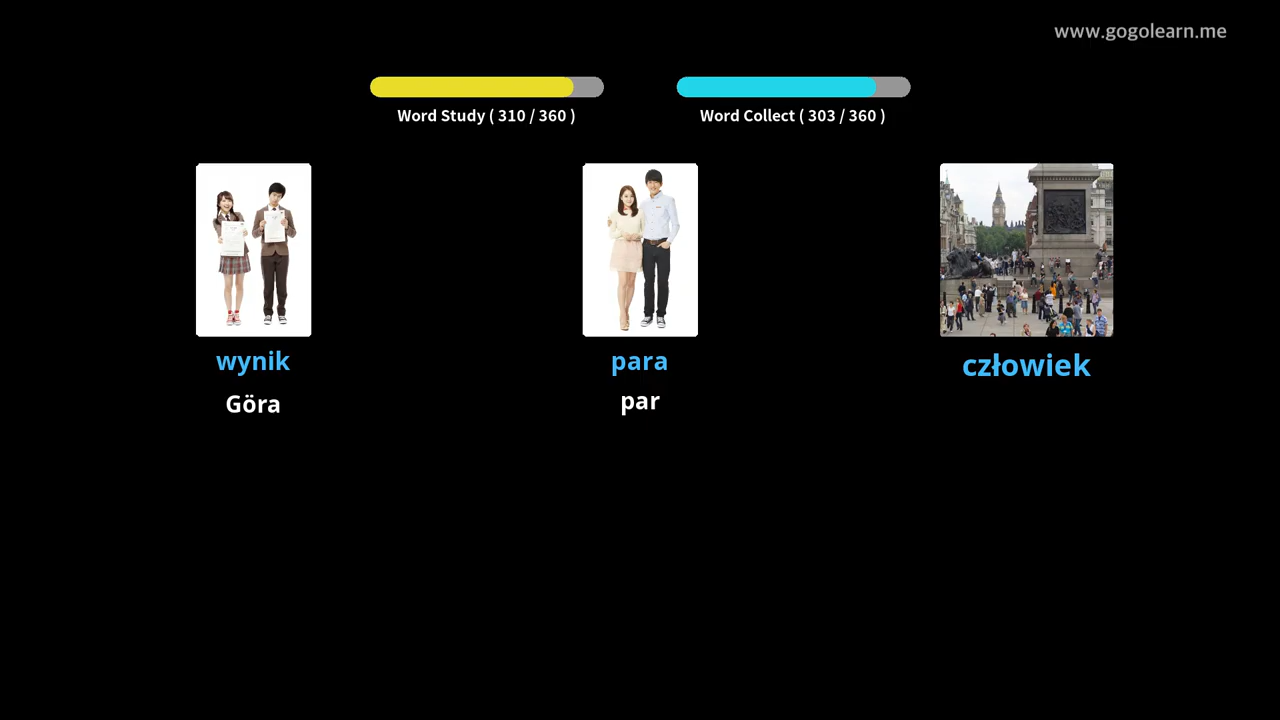 www.gogolearn.me
Word Study ( 310 / 360 )
Word Collect ( 303 / 360 )
wynik
para
człowiek
Göra
par